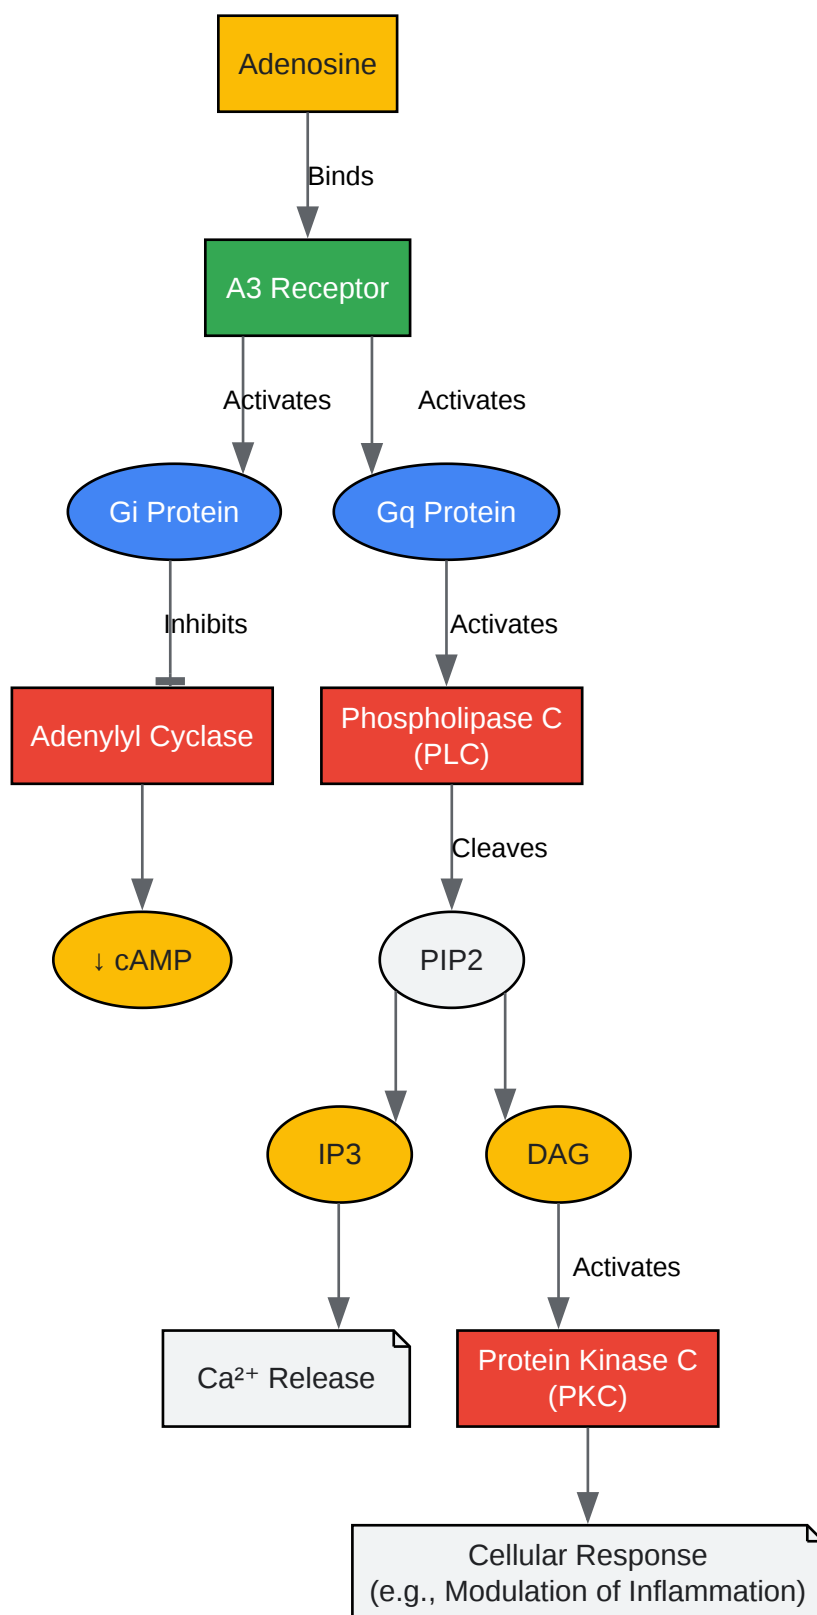 Adenosine
Binds
A3 Receptor
Activates
Activates
Gi Protein
Gq Protein
Inhibits
Activates
Adenylyl Cyclase
Phospholipase C
(PLC)
Cleaves
↓ cAMP
PIP2
IP3
DAG
Activates
Ca²⁺ Release
Protein Kinase C
(PKC)
Cellular Response
(e.g., Modulation of Inflammation)